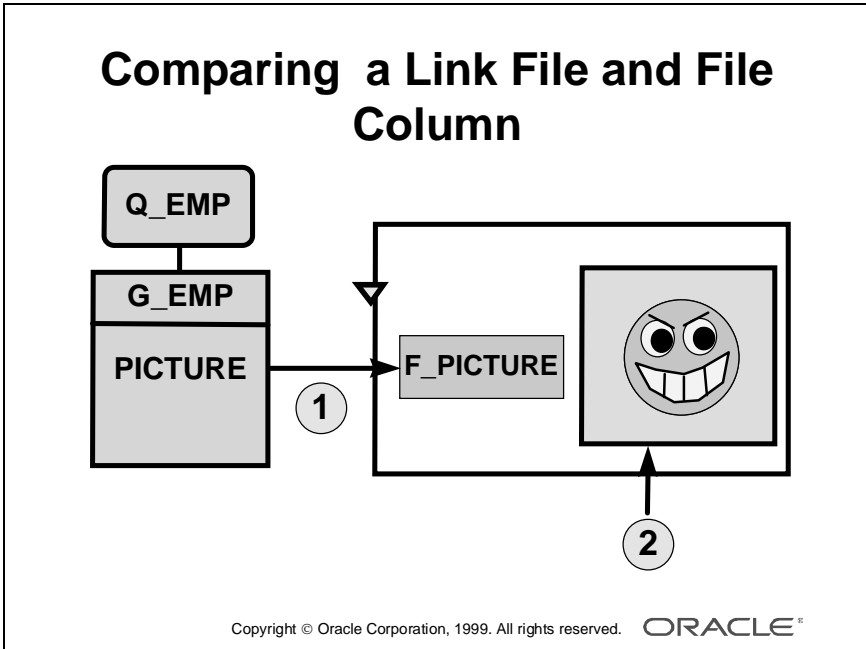 Comparing  a Link File and File
Column
Q_EMP
G_EMP
PICTURE
F_PICTURE
1
2
Copyright © Oracle Corporation, 1999. All rights reserved. ORACLE®